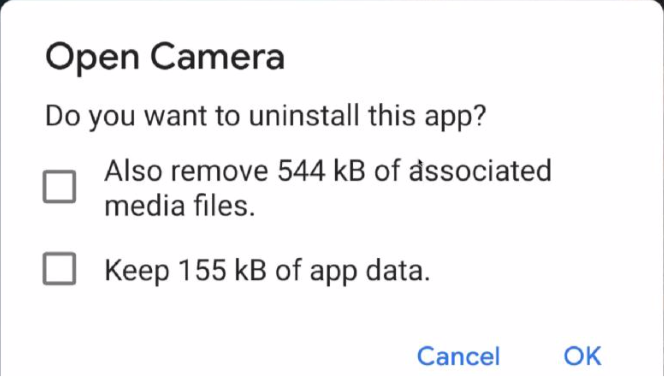 Open Camera
Do you want to uninstall this app?
Also remove 544 kB of associated
media files.
Keep 155 kB of app data.
Cancel OK